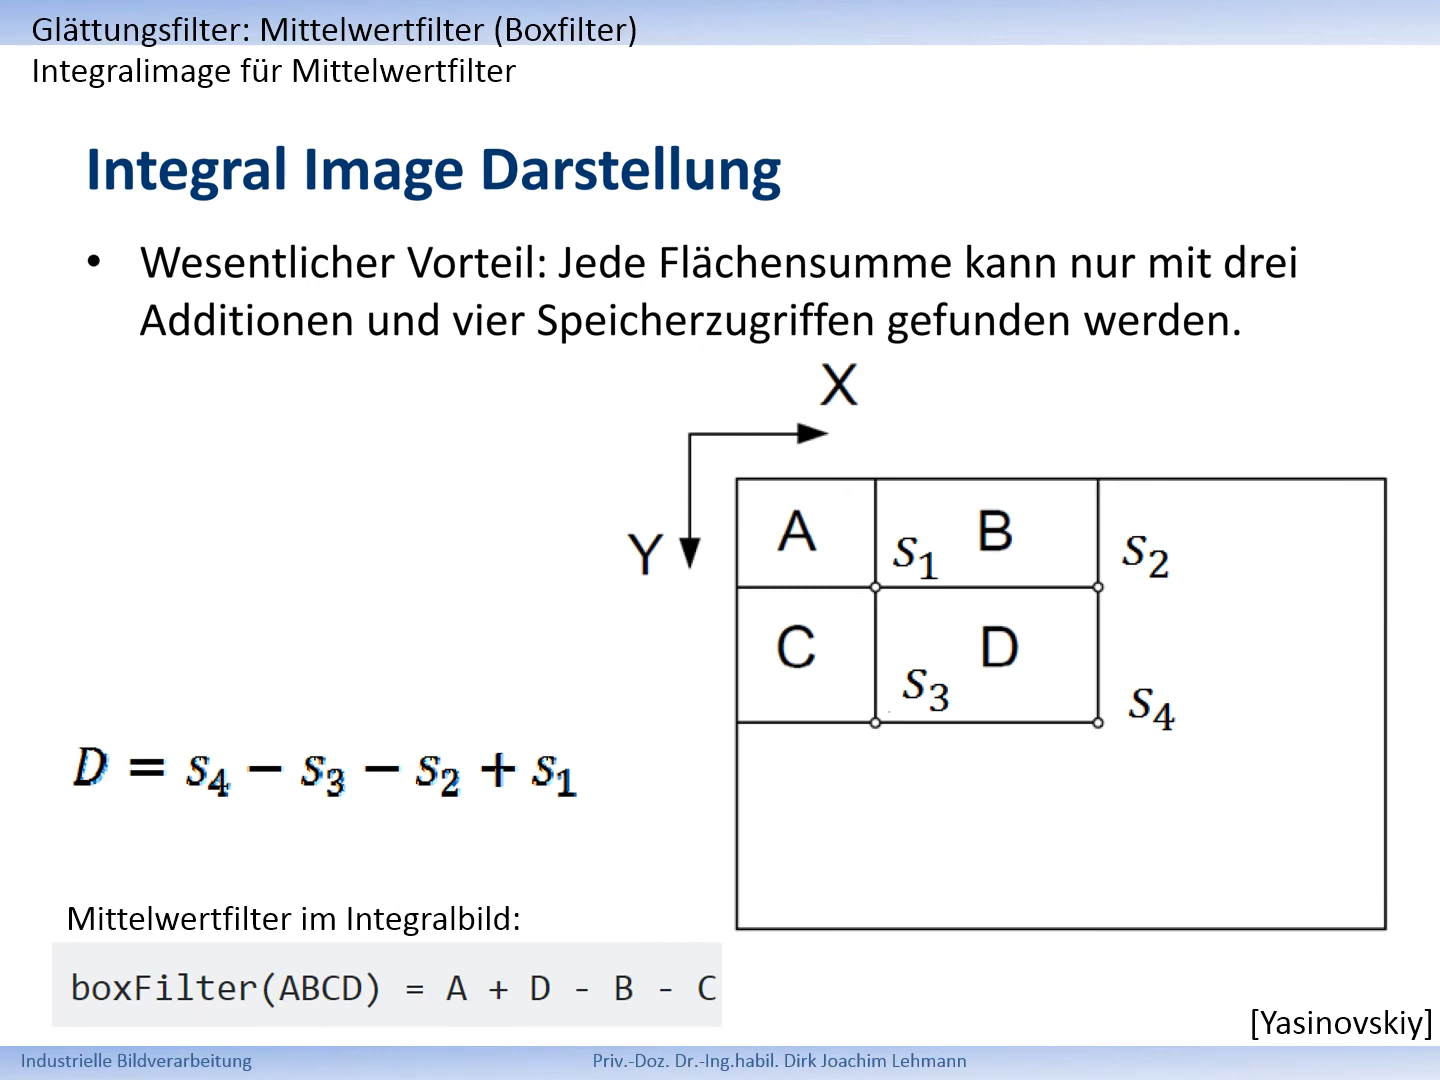 Glättungsfilter: Mittelwertfilter (Boxfilter)
Integralimage für Mittelwertfilter
Integral Image Darstellung
• Wesentlicher Vorteil: Jede Flächensumme kann nur mit drei
Additionen und vier Speicherzugriffen gefunden werden.
X
Y
A
s₁
B
s₂
C
s₃
D
s₄
D = s₄ − s₃ − s₂ + s₁
Mittelwertfilter im Integralbild:
boxFilter(ABCD) = A + D - B - C
[Yasinovskiy]
Industrielle Bildverarbeitung
Priv.-Doz. Dr.-Ing.habil. Dirk Joachim Lehmann